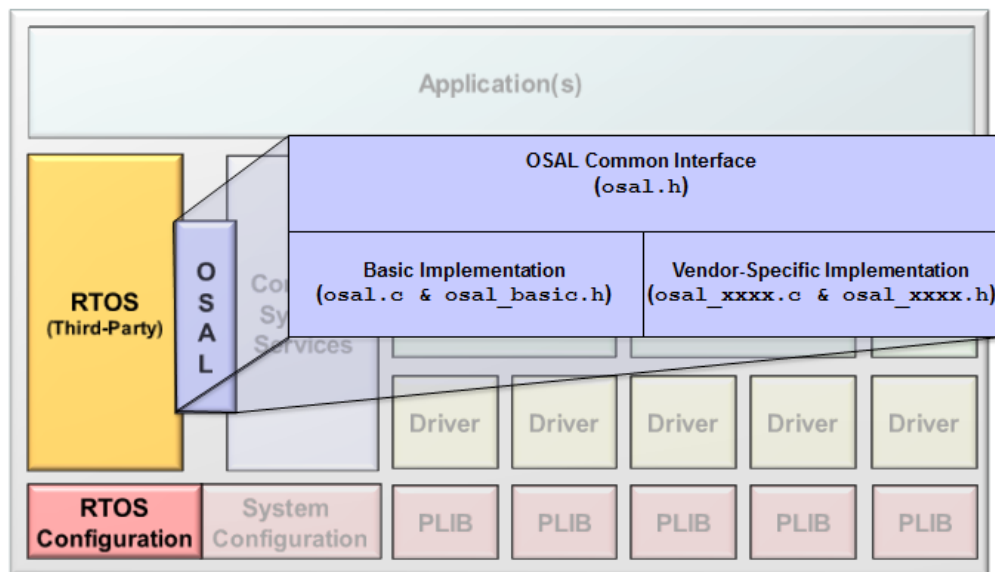 Application(s)
OSAL Common Interface
(osal.h)
Basic Implementation
(osal.c & osal_basic.h)
Vendor-Specific Implementation
(osal_xxxx.c & osal_xxxx.h)
RTOS
(Third-Party)
O
S
A
L
Services
Driver
Driver
Driver
Driver
Driver
RTOS
Configuration
System
Configuration
PLIB
PLIB
PLIB
PLIB
PLIB